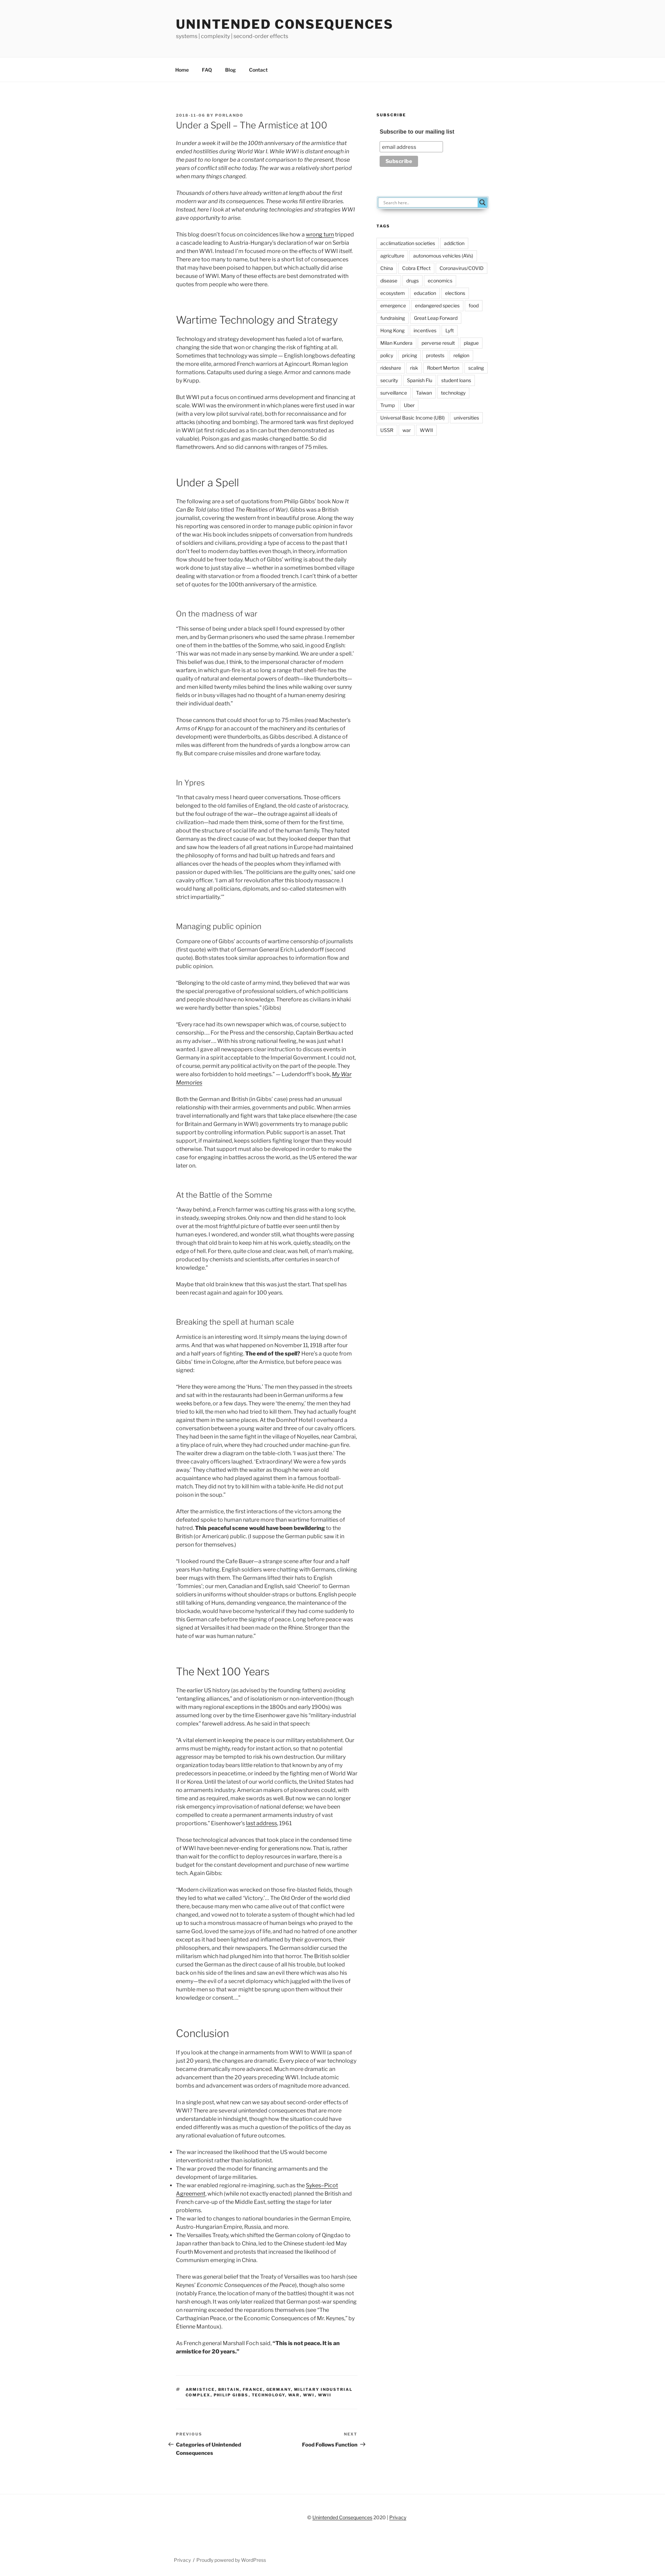 UNINTENDED CONSEQUENCES
systems | complexity | second-order effects
Home
FAQ
Blog
Contact
2018-11-06 BY PORLANDO
Under a Spell – The Armistice at 100
In under a week it will be the 100th anniversary of the armistice that
ended hostilities during World War I. While WWI is distant enough in
the past to no longer be a constant comparison to the present, those
years of conflict still echo today. The war was a relatively short period
when many things changed.
Thousands of others have already written at length about the first
modern war and its consequences. These works fill entire libraries.
Instead, here I look at what enduring technologies and strategies WWI
gave opportunity to arise.
This blog doesn't focus on coincidences like how a wrong turn tripped
a cascade leading to Austria-Hungary's declaration of war on Serbia
and then WWI. Instead I'm focused more on the effects of WWI itself.
There are too many to name, but here is a short list of consequences
that may have been poised to happen, but which actually did arise
because of WWI. Many of these effects are best demonstrated with
quotes from people who were there.
Wartime Technology and Strategy
Technology and strategy development has fueled a lot of warfare,
changing the scope of war or changing the risk of fighting at all.
Sometimes technology was pretty simple — English longbows defeating
the more elite, armored French warriors at Agincourt. Roman legion
formations. Catapults used during a siege. Armor and cannons made
by Krupp.
But WWI put a focus on continued arms development and financing at
scale. WWI was the environment in which planes were first used in war
(with a very low pilot survival rate), both for reconnaissance and for
attacks (shooting and bombing). The armored tank was first deployed
in WWI (at first ridiculed as a tin can but then quickly accepted as
valuable). Poison gas and gas masks changed battle. So did
flamethrowers. And so did cannons with ranges of 75 miles.
Under a Spell
The following are a set of quotations from Philip Gibbs' book Now It
Can Be Told (also titled The Realities of War). Gibbs was a British
journalist, covering the western front in beautiful prose. Along the way
his reporting was censored in order to manage public opinion in favor
of the war. His book includes snippets of conversation from hundreds
of soldiers and civilians, providing a type of access to the past that I
don't feel to modern day battles even though, in theory, information
flow should be freer today. Much of Gibbs' writing is about the daily
work done to just stay alive — whether in a sometimes bombed village
dealing with starvation or from a flooded trench. I can't think of a better
set of quotes for the 100th anniversary of the armistice.
On the madness of war
"This sense of being under a black spell I found expressed by other
men, and by German prisoners who used the same phrase. I remember
one of them in the battles of the Somme, who said, in good English:
'This war was not made in any sense by mankind. We are under a spell.'
This belief was due, I think, to the impersonal character of modern
warfare, in which gun-fire is at so long a range that shell-fire has the
quality of natural and elemental powers of death—like thunderbolts—
and men killed twenty miles behind the lines while walking over sunny
fields or in busy villages had no thought of a human enemy desiring
their individual death."
Those cannons that could shoot for up to 75 miles (read Machester's
Arms of Krupp for an account of the machinery and its centuries of
development) were thunderbolts, as Gibbs described. A distance of
miles was different from the hundreds of yards a longbow arrow can
fly. But compare cruise missiles and drone warfare today.
In Ypres
"In that cavalry mess I heard queer conversations. Those officers
belonged to the old families of England, the old caste of aristocracy,
but the foul outrage of the war—the outrage against all ideals of
civilization—had made them think, some of them for the first time,
about the structure of social life and of the human family. They hated
Germany as the direct cause of war, but they looked deeper than that
and saw how the leaders of all great nations in Europe had maintained
the philosophy of forces and had built up hatreds and fears and
alliances over the heads of the peoples whom they inflamed with
passion or duped with lies. 'The politicians are the guilty ones,' said one
cavalry officer. 'I am all for revolution after this bloody massacre. I
would hang all politicians, diplomats, and so-called statesmen with
strict impartiality.'"
Managing public opinion
Compare one of Gibbs' accounts of wartime censorship of journalists
(first quote) with that of German General Erich Ludendorff (second
quote). Both states took similar approaches to information flow and
public opinion.
"Belonging to the old caste of army mind, they believed that war was
the special prerogative of professional soldiers, of which politicians
and people should have no knowledge. Therefore as civilians in khaki
we were hardly better than spies." (Gibbs)
"Every race had its own newspaper which was, of course, subject to
censorship…. For the Press and the censorship, Captain Bertkau acted
as my adviser…. With his strong national feeling, he was just what I
wanted. I gave all newspapers clear instruction to discuss events in
Germany in a spirit acceptable to the Imperial Government. I could not,
of course, permit any political activity on the part of the people. They
were also forbidden to hold meetings." — Ludendorff's book, My War
Memories
Both the German and British (in Gibbs' case) press had an unusual
relationship with their armies, governments and public. When armies
travel internationally and fight wars that take place elsewhere (the case
for Britain and Germany in WWI) governments try to manage public
support by controlling information. Public support is an asset. That
support, if maintained, keeps soldiers fighting longer than they would
otherwise. That support must also be developed in order to make the
case for engaging in battles across the world, as the US entered the war
later on.
At the Battle of the Somme
"Away behind, a French farmer was cutting his grass with a long scythe,
in steady, sweeping strokes. Only now and then did he stand to look
over at the most frightful picture of battle ever seen until then by
human eyes. I wondered, and wonder still, what thoughts were passing
through that old brain to keep him at his work, quietly, steadily, on the
edge of hell. For there, quite close and clear, was hell, of man's making,
produced by chemists and scientists, after centuries in search of
knowledge."
Maybe that old brain knew that this was just the start. That spell has
been recast again and again for 100 years.
Breaking the spell at human scale
Armistice is an interesting word. It simply means the laying down of
arms. And that was what happened on November 11, 1918 after four
and a half years of fighting. The end of the spell? Here's a quote from
Gibbs' time in Cologne, after the Armistice, but before peace was
signed:
"Here they were among the 'Huns.' The men they passed in the streets
and sat with in the restaurants had been in German uniforms a few
weeks before, or a few days. They were 'the enemy,' the men they had
tried to kill, the men who had tried to kill them. They had actually fought
against them in the same places. At the Domhof Hotel I overheard a
conversation between a young waiter and three of our cavalry officers.
They had been in the same fight in the village of Noyelles, near Cambrai,
a tiny place of ruin, where they had crouched under machine-gun fire.
The waiter drew a diagram on the table-cloth. 'I was just there.' The
three cavalry officers laughed. 'Extraordinary! We were a few yards
away.' They chatted with the waiter as though he were an old
acquaintance who had played against them in a famous football-
match. They did not try to kill him with a table-knife. He did not put
poison in the soup."
After the armistice, the first interactions of the victors among the
defeated spoke to human nature more than wartime formalities of
hatred. This peaceful scene would have been bewildering to the
British (or American) public. (I suppose the German public saw it in
person for themselves.)
"I looked round the Cafe Bauer—a strange scene after four and a half
years Hun-hating. English soldiers were chatting with Germans, clinking
beer mugs with them. The Germans lifted their hats to English
'Tommies'; our men, Canadian and English, said 'Cheerio!' to German
soldiers in uniforms without shoulder-straps or buttons. English people
still talking of Huns, demanding vengeance, the maintenance of the
blockade, would have become hysterical if they had come suddenly to
this German cafe before the signing of peace. Long before peace was
signed at Versailles it had been made on the Rhine. Stronger than the
hate of war was human nature."
The Next 100 Years
The earlier US history (as advised by the founding fathers) avoiding
"entangling alliances," and of isolationism or non-intervention (though
with many regional exceptions in the 1800s and early 1900s) was
assumed long over by the time Eisenhower gave his "military-industrial
complex" farewell address. As he said in that speech:
"A vital element in keeping the peace is our military establishment. Our
arms must be mighty, ready for instant action, so that no potential
aggressor may be tempted to risk his own destruction. Our military
organization today bears little relation to that known by any of my
predecessors in peacetime, or indeed by the fighting men of World War
II or Korea. Until the latest of our world conflicts, the United States had
no armaments industry. American makers of plowshares could, with
time and as required, make swords as well. But now we can no longer
risk emergency improvisation of national defense; we have been
compelled to create a permanent armaments industry of vast
proportions." Eisenhower's last address, 1961
Those technological advances that took place in the condensed time
of WWI have been never-ending for generations now. That is, rather
than wait for the conflict to deploy resources in warfare, there is a
budget for the constant development and purchase of new wartime
tech. Again Gibbs:
"Modern civilization was wrecked on those fire-blasted fields, though
they led to what we called 'Victory.'… The Old Order of the world died
there, because many men who came alive out of that conflict were
changed, and vowed not to tolerate a system of thought which had led
up to such a monstrous massacre of human beings who prayed to the
same God, loved the same joys of life, and had no hatred of one another
except as it had been lighted and inflamed by their governors, their
philosophers, and their newspapers. The German soldier cursed the
militarism which had plunged him into that horror. The British soldier
cursed the German as the direct cause of all his trouble, but looked
back on his side of the lines and saw an evil there which was also his
enemy—the evil of a secret diplomacy which juggled with the lives of
humble men so that war might be sprung upon them without their
knowledge or consent…."
Conclusion
If you look at the change in armaments from WWI to WWII (a span of
just 20 years), the changes are dramatic. Every piece of war technology
became dramatically more advanced. Much more dramatic an
advancement than the 20 years preceding WWI. Include atomic
bombs and advancement was orders of magnitude more advanced.
In a single post, what new can we say about second-order effects of
WWI? There are several unintended consequences that are more
understandable in hindsight, though how the situation could have
ended differently was as much a question of the politics of the day as
any rational evaluation of future outcomes.
• The war increased the likelihood that the US would become
interventionist rather than isolationist.
• The war proved the model for financing armaments and the
development of large militaries.
• The war enabled regional re-imagining, such as the Sykes–Picot
Agreement, which (while not exactly enacted) planned the British and
French carve-up of the Middle East, setting the stage for later
problems.
• The war led to changes to national boundaries in the German Empire,
Austro-Hungarian Empire, Russia, and more.
• The Versailles Treaty, which shifted the German colony of Qingdao to
Japan rather than back to China, led to the Chinese student-led May
Fourth Movement and protests that increased the likelihood of
Communism emerging in China.
There was general belief that the Treaty of Versailles was too harsh (see
Keynes' Economic Consequences of the Peace), though also some
(notably France, the location of many of the battles) thought it was not
harsh enough. It was only later realized that German post-war spending
on rearming exceeded the reparations themselves (see "The
Carthaginian Peace, or the Economic Consequences of Mr. Keynes," by
Étienne Mantoux).
As French general Marshall Foch said, "This is not peace. It is an
armistice for 20 years."
# ARMISTICE, BRITAIN, FRANCE, GERMANY, MILITARY INDUSTRIAL
COMPLEX, PHILIP GIBBS, TECHNOLOGY, WAR, WWI, WWII
PREVIOUS
← Categories of Unintended
Consequences
NEXT
Food Follows Function →
SUBSCRIBE
Subscribe to our mailing list
email address
Subscribe
Search here..
TAGS
acclimatization societies addiction
agriculture autonomous vehicles (AVs)
China Cobra Effect Coronavirus/COVID
disease drugs economics
ecosystem education elections
emergence endangered species food
fundraising Great Leap Forward
Hong Kong incentives Lyft
Milan Kundera perverse result plague
policy pricing protests religion
rideshare risk Robert Merton scaling
security Spanish Flu student loans
surveillance Taiwan technology
Trump Uber
Universal Basic Income (UBI) universities
USSR war WWII
© Unintended Consequences 2020 | Privacy
Privacy / Proudly powered by WordPress